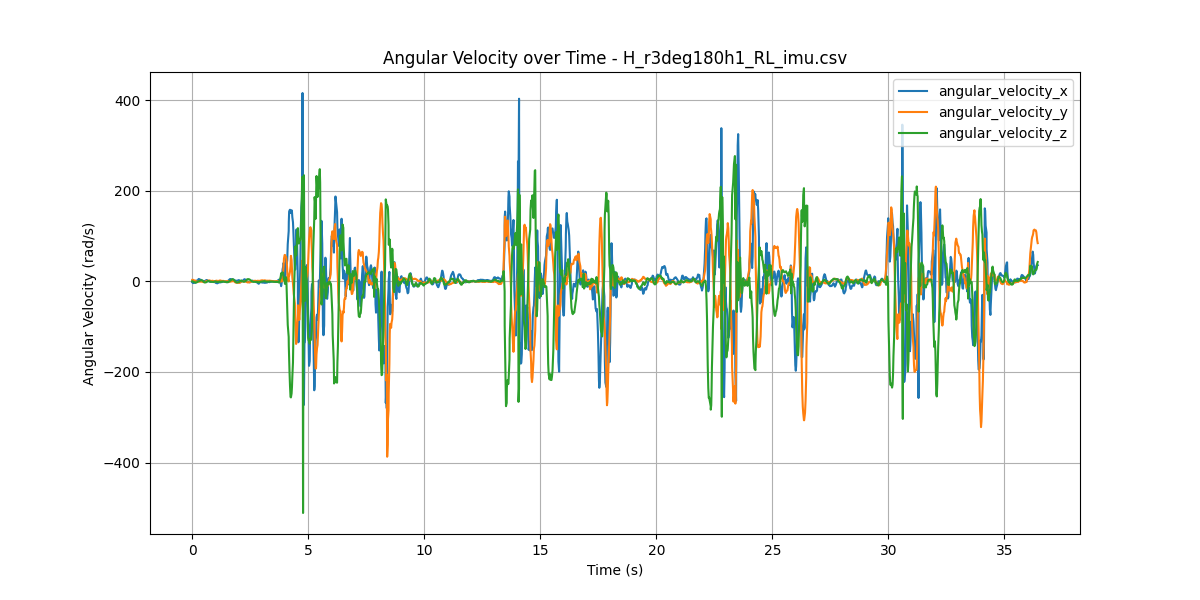 Angular Velocity over Time - H_r3deg180h1_RL_imu.csv
angular_velocity_x
angular_velocity_y
angular_velocity_z
Angular Velocity (rad/s)
400
200
0
−200
−400
0 5 10 15 20 25 30 35
Time (s)